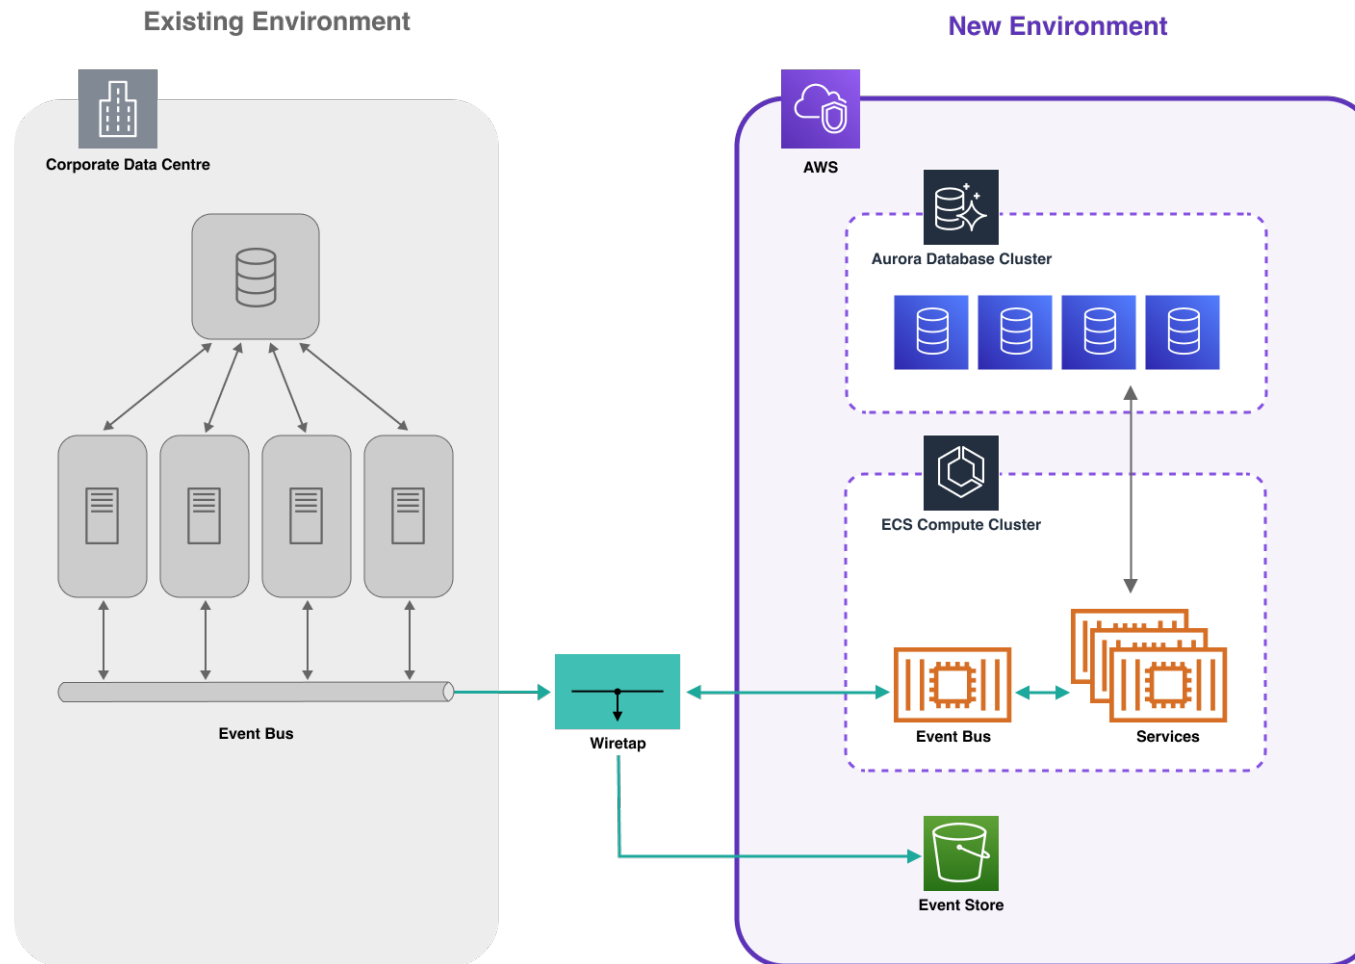 Existing Environment
New Environment
Corporate Data Centre
AWS
Aurora Database Cluster
ECS Compute Cluster
Event Bus
Wiretap
Event Bus
Services
Event Store